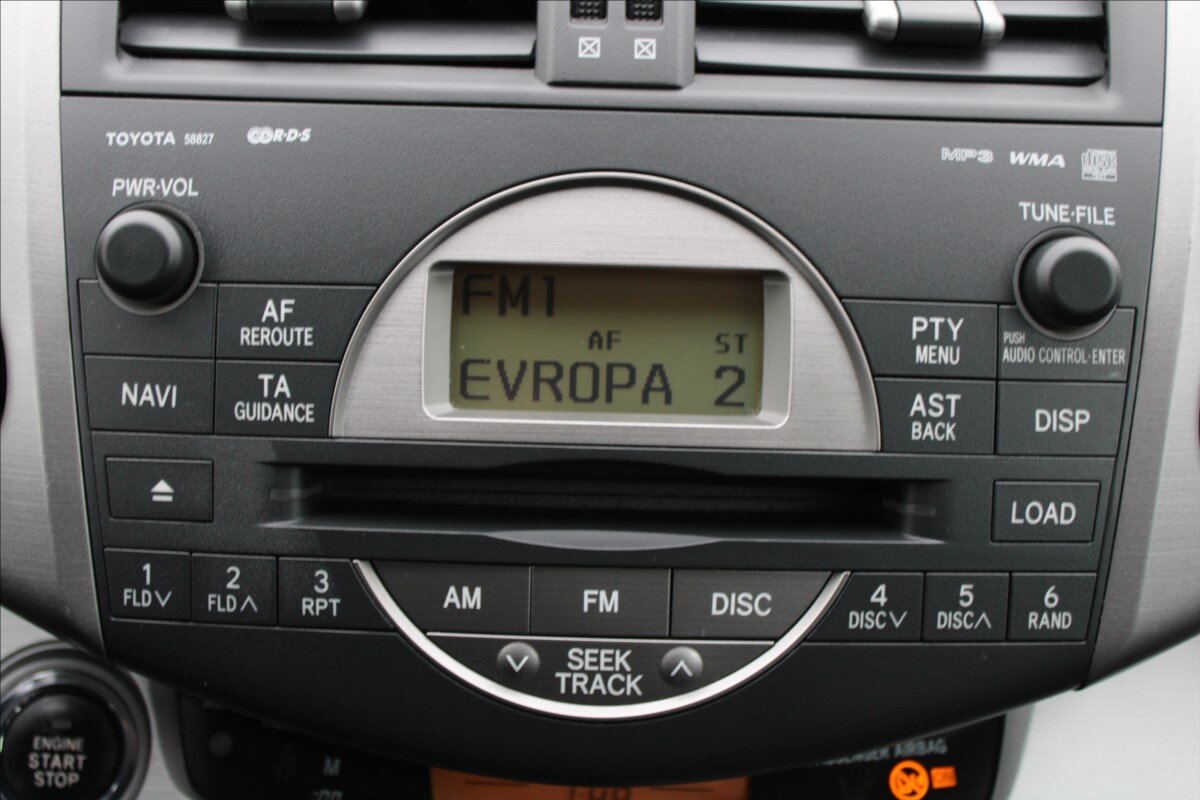 TOYOTA 58827 R·D·S MP3 WMA
PWR·VOL TUNE·FILE
FM1
AF ST
EVROPA 2
AF
REROUTE
PTY
MENU
PUSH
AUDIO CONTROL·ENTER
NAVI
TA
GUIDANCE
AST
BACK
DISP
LOAD
1
FLD
2
FLD
3
RPT
AM FM DISC
4
DISC
5
DISC
6
RAND
SEEK
TRACK
ENGINE
START
STOP
M
AIRBAG